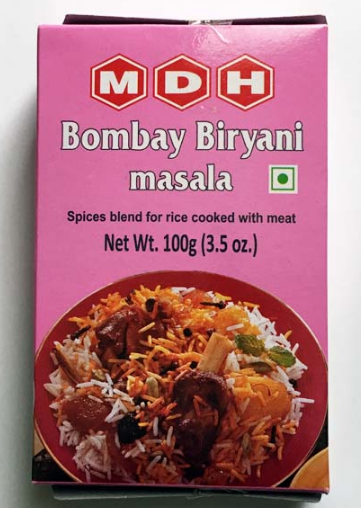 MDH
Bombay Biryani
masala
Spices blend for rice cooked with meat
Net Wt. 100g (3.5 oz.)